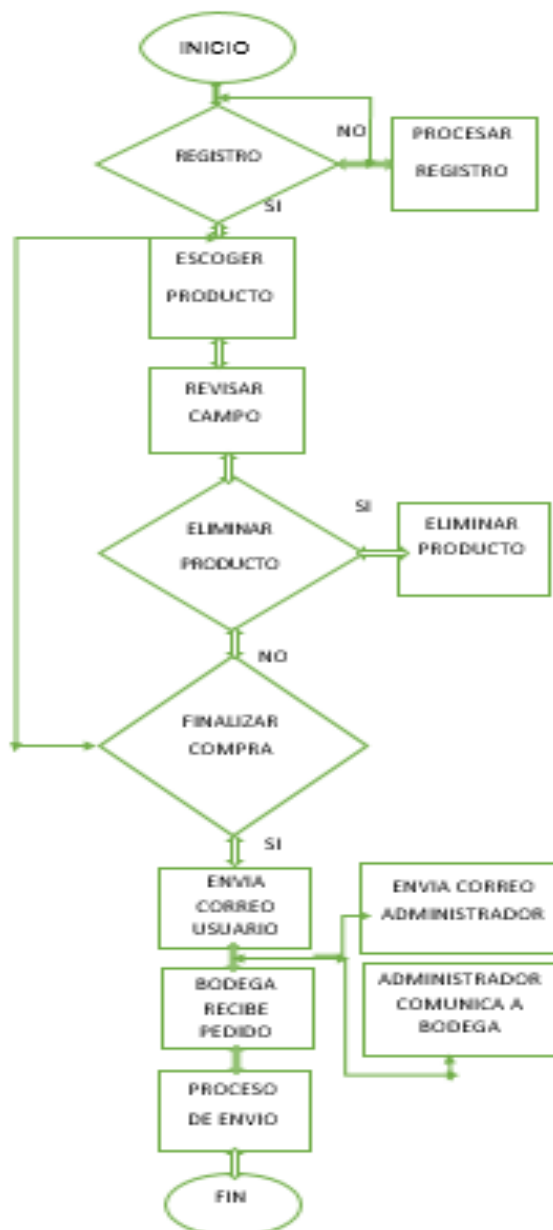 INICIO
NO
PROCESAR
REGISTRO
REGISTRO
SI
ESCOGER
PRODUCTO
REVISAR
CAMPO
SI
ELIMINAR
PRODUCTO
ELIMINAR
PRODUCTO
NO
FINALIZAR
COMPRA
SI
ENVIA
CORREO
USUARIO
ENVIA CORREO
ADMINISTRADOR
BODEGA
RECIBE
PEDIDO
ADMINISTRADOR
COMUNICA A
BODEGA
PROCESO
DE ENVIO
FIN